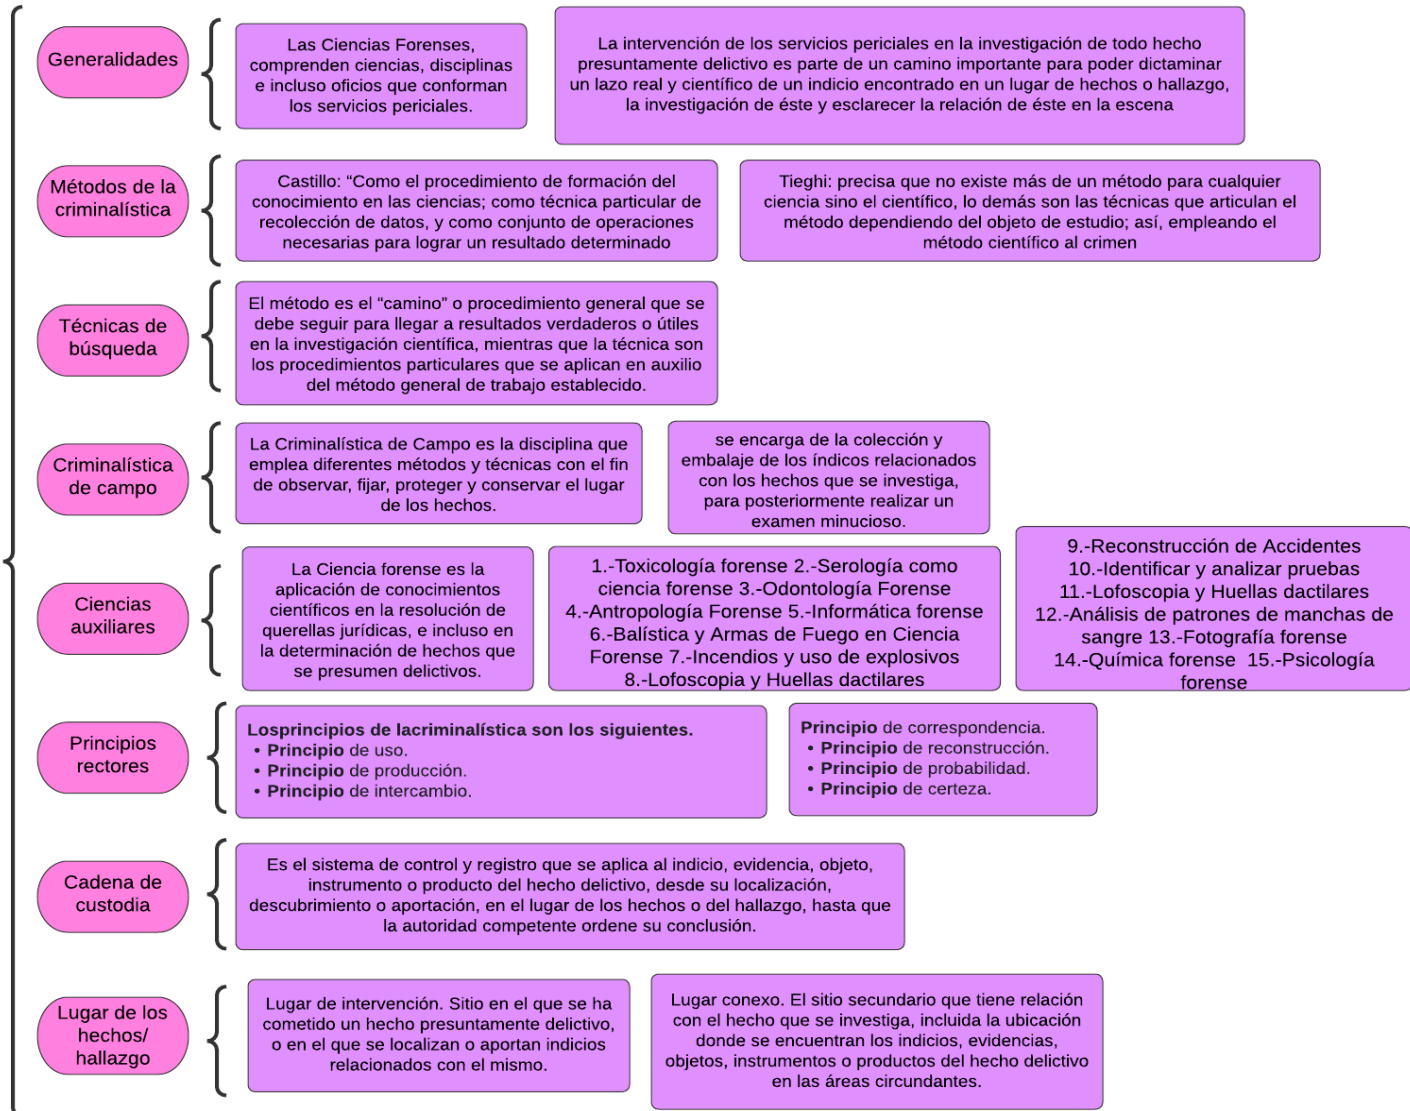 Generalidades
Las Ciencias Forenses,
comprenden ciencias, disciplinas
e incluso oficios que conforman
los servicios periciales.
La intervención de los servicios periciales en la investigación de todo hecho
presuntamente delictivo es parte de un camino importante para poder dictaminar
un lazo real y científico de un indicio encontrado en un lugar de hechos o hallazgo,
la investigación de éste y esclarecer la relación de éste en la escena
Métodos de la
criminalística
Castillo: “Como el procedimiento de formación del
conocimiento en las ciencias; como técnica particular de
recolección de datos, y como conjunto de operaciones
necesarias para lograr un resultado determinado
Tieghi: precisa que no existe más de un método para cualquier
ciencia sino el científico, lo demás son las técnicas que articulan el
método dependiendo del objeto de estudio; así, empleando el
método científico al crimen
Técnicas de
búsqueda
El método es el “camino” o procedimiento general que se
debe seguir para llegar a resultados verdaderos o útiles
en la investigación científica, mientras que la técnica son
los procedimientos particulares que se aplican en auxilio
del método general de trabajo establecido.
Criminalística
de campo
La Criminalística de Campo es la disciplina que
emplea diferentes métodos y técnicas con el fin
de observar, fijar, proteger y conservar el lugar
de los hechos.
se encarga de la colección y
embalaje de los índicos relacionados
con los hechos que se investiga,
para posteriormente realizar un
examen minucioso.
Ciencias
auxiliares
La Ciencia forense es la
aplicación de conocimientos
científicos en la resolución de
querellas jurídicas, e incluso en
la determinación de hechos que
se presumen delictivos.
1.-Toxicología forense 2.-Serología como
ciencia forense 3.-Odontología Forense
4.-Antropología Forense 5.-Informática forense
6.-Balística y Armas de Fuego en Ciencia
Forense 7.-Incendios y uso de explosivos
8.-Lofoscopia y Huellas dactilares
9.-Reconstrucción de Accidentes
10.-Identificar y analizar pruebas
11.-Lofoscopia y Huellas dactilares
12.-Análisis de patrones de manchas de
sangre 13.-Fotografía forense
14.-Química forense  15.-Psicología
forense
Principios
rectores
Losprincipios de lacriminalística son los siguientes.
• Principio de uso.
• Principio de producción.
• Principio de intercambio.
Principio de correspondencia.
• Principio de reconstrucción.
• Principio de probabilidad.
• Principio de certeza.
Cadena de
custodia
Es el sistema de control y registro que se aplica al indicio, evidencia, objeto,
instrumento o producto del hecho delictivo, desde su localización,
descubrimiento o aportación, en el lugar de los hechos o del hallazgo, hasta que
la autoridad competente ordene su conclusión.
Lugar de los
hechos/
hallazgo
Lugar de intervención. Sitio en el que se ha
cometido un hecho presuntamente delictivo,
o en el que se localizan o aportan indicios
relacionados con el mismo.
Lugar conexo. El sitio secundario que tiene relación
con el hecho que se investiga, incluida la ubicación
donde se encuentran los indicios, evidencias,
objetos, instrumentos o productos del hecho delictivo
en las áreas circundantes.